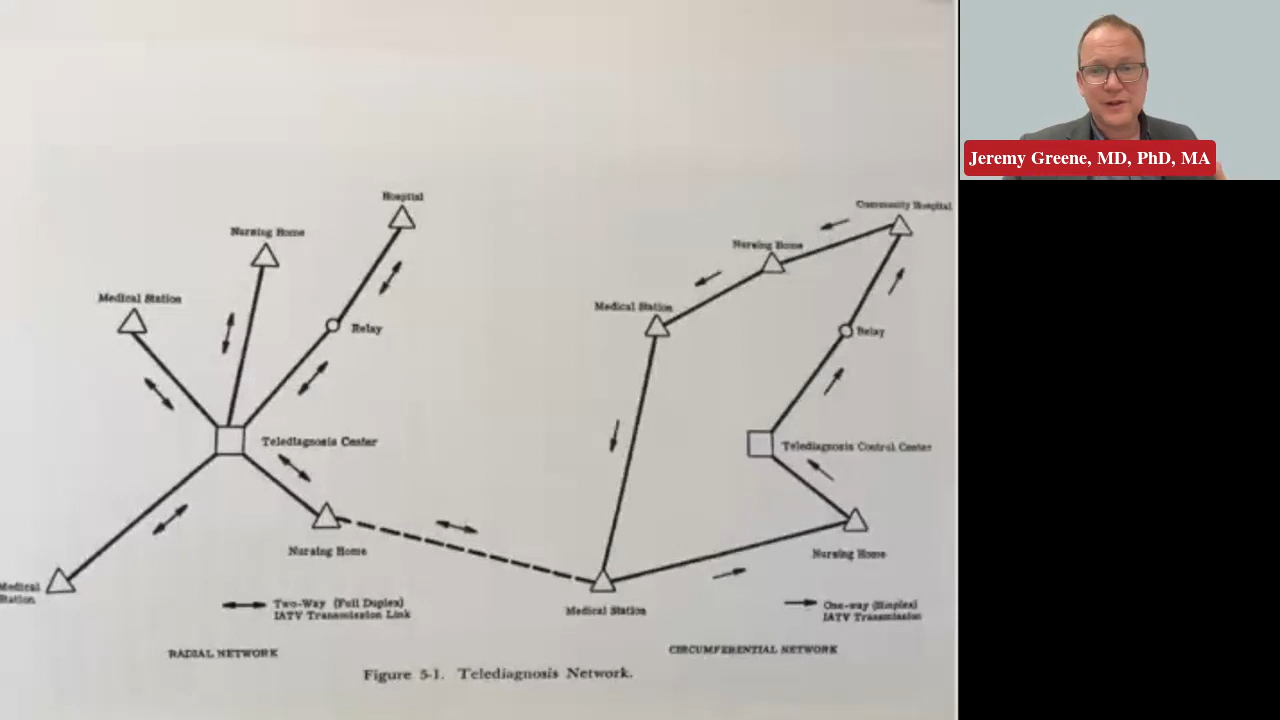 Jeremy Greene, MD, PhD, MA
Hospital
Nursing Home
Medical Station
Relay
Telediagnosis Center
Nursing Home
Medical
Station
Two-Way (Full Duplex)
IATV Transmission Link
RADIAL NETWORK
Community Hospital
Nursing Home
Medical Station
Relay
Telediagnosis Control Center
Nursing Home
Medical Station
One-way (Simplex)
IATV Transmission
CIRCUMFERENTIAL NETWORK
Figure 5-1. Telediagnosis Network.